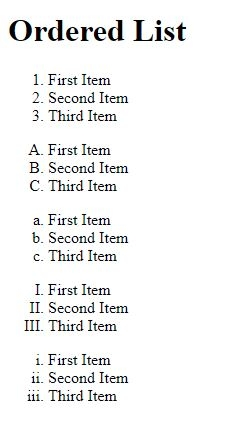 Ordered List
1. First Item
2. Second Item
3. Third Item
A. First Item
B. Second Item
C. Third Item
a. First Item
b. Second Item
c. Third Item
I. First Item
II. Second Item
III. Third Item
i. First Item
ii. Second Item
iii. Third Item